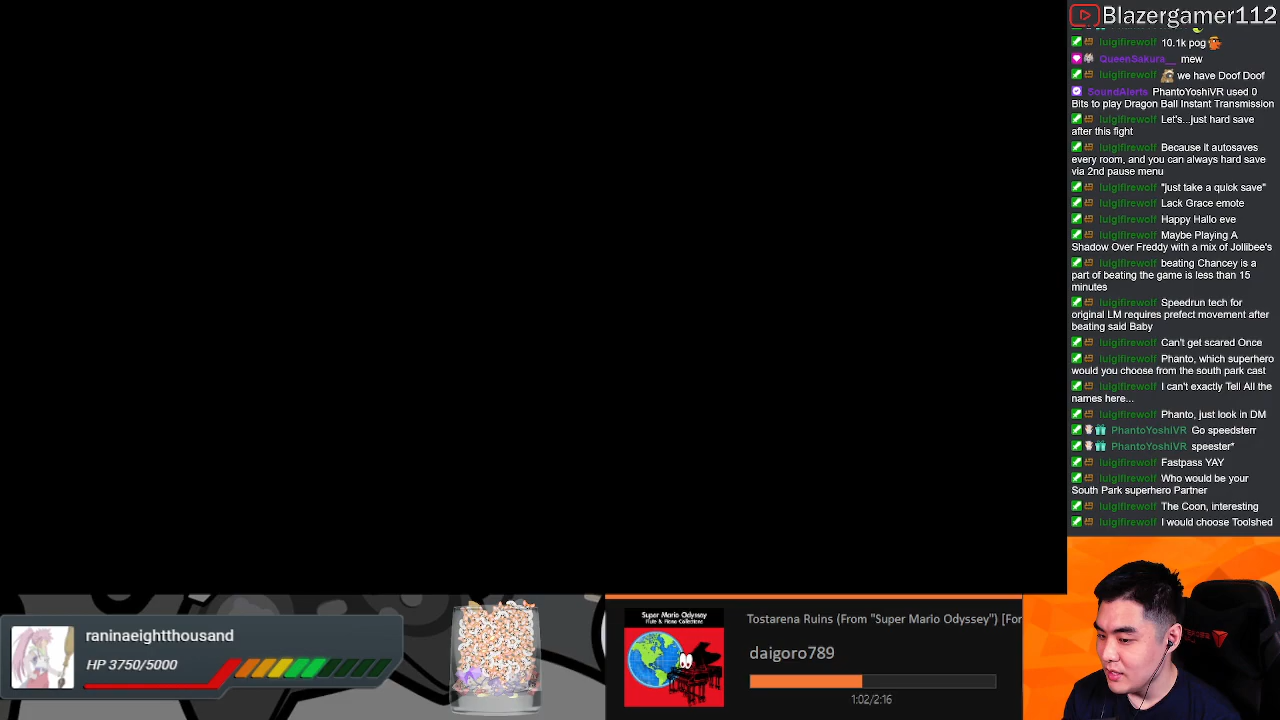 Blazergamer112
luigifirewolf 10.1k pog
QueenSakura__ mew
luigifirewolf we have Doof Doof
SoundAlerts PhantoYoshiVR used 0
Bits to play Dragon Ball Instant Transmission
luigifirewolf Let's...just hard save
after this fight
luigifirewolf Because it autosaves
every room, and you can always hard save
via 2nd pause menu
luigifirewolf "just take a quick save"
luigifirewolf Lack Grace emote
luigifirewolf Happy Hallo eve
luigifirewolf Maybe Playing A
Shadow Over Freddy with a mix of Jollibee's
luigifirewolf beating Chancey is a
part of beating the game is less than 15
minutes
luigifirewolf Speedrun tech for
original LM requires prefect movement after
beating said Baby
luigifirewolf Can't get scared Once
luigifirewolf Phanto, which superhero
would you choose from the south park cast
luigifirewolf I can't exactly Tell All the
names here...
luigifirewolf Phanto, just look in DM
PhantoYoshiVR Go speedsterr
PhantoYoshiVR speester*
luigifirewolf Fastpass YAY
luigifirewolf Who would be your
South Park superhero Partner
luigifirewolf The Coon, interesting
luigifirewolf I would choose Toolshed
raninaeightthousand
HP 3750/5000
Super Mario Odyssey
Flute & Piano Collections
Tostarena Ruins (From "Super Mario Odyssey") [For
daigoro789
1:02/2:16